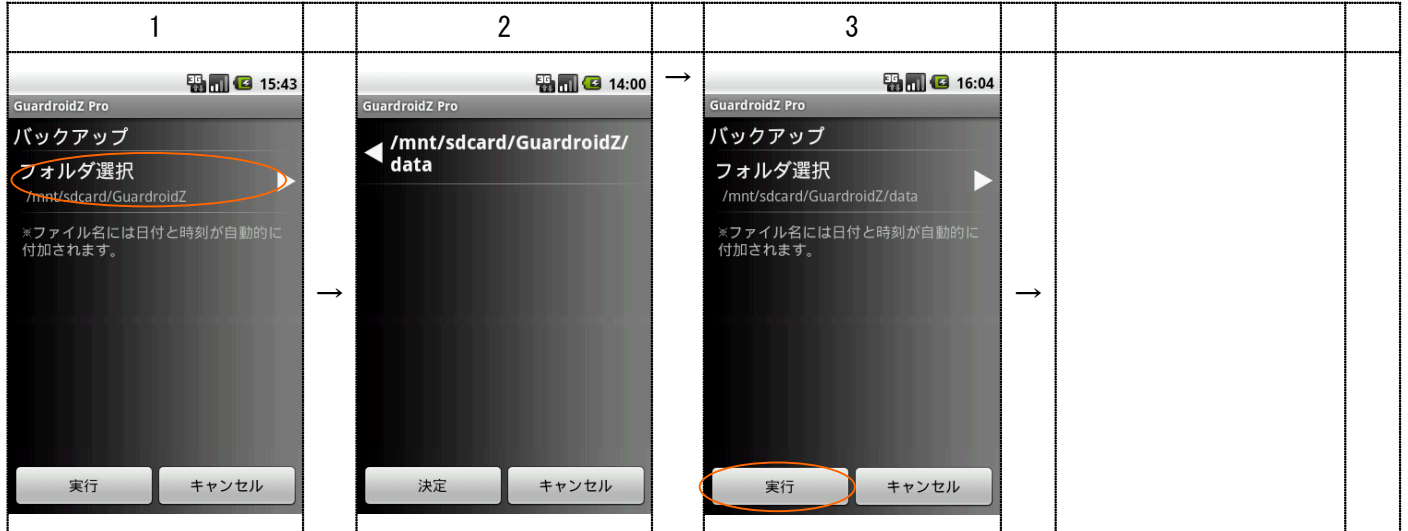 1
2
3
3G 15:43
GuardroidZ Pro
バックアップ
フォルダ選択
/mnt/sdcard/GuardroidZ
※ファイル名には日付と時刻が自動的に
付加されます。
実行
キャンセル
→
3G 14:00
GuardroidZ Pro
/mnt/sdcard/GuardroidZ/
data
決定
キャンセル
→
3G 16:04
GuardroidZ Pro
バックアップ
フォルダ選択
/mnt/sdcard/GuardroidZ/data
※ファイル名には日付と時刻が自動的に
付加されます。
実行
キャンセル
→